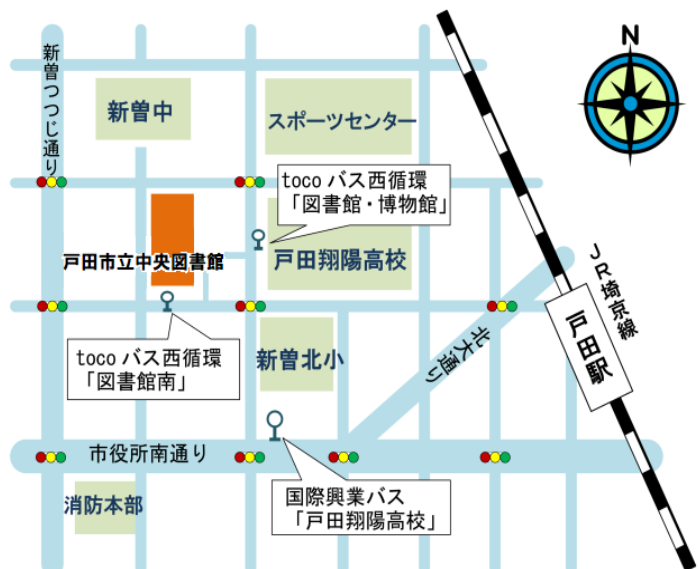 N
新曽つつじ通り
新曽中
スポーツセンター
tocoバス西循環
「図書館・博物館」
戸田市立中央図書館
戸田翔陽高校
JR埼京線
戸田駅
北大通り
tocoバス西循環
「図書館南」
新曽北小
市役所南通り
消防本部
国際興業バス
「戸田翔陽高校」